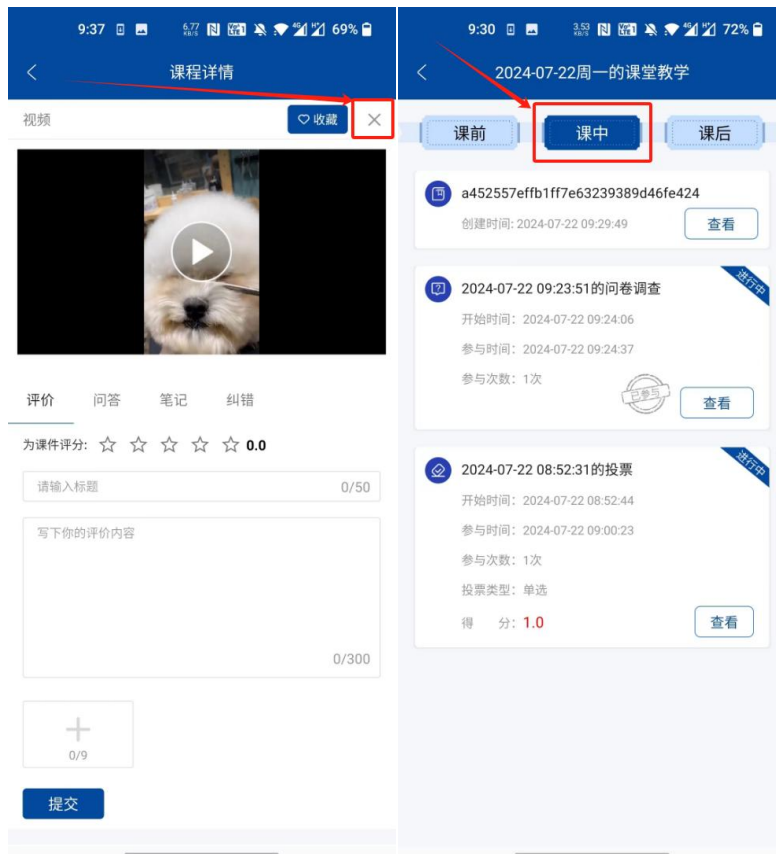 9:37 6.77 KB/S 4G 69%
课程详情
视频
收藏
评价 问答 笔记 纠错
为课件评分: 0.0
请输入标题 0/50
写下你的评价内容
0/300
0/9
提交
9:30 3.53 KB/S 4G 72%
2024-07-22周一的课堂教学
课前 课中 课后
a452557effb1ff7e63239389d46fe424
创建时间: 2024-07-22 09:29:49 查看
进行中
2024-07-22 09:23:51的问卷调查
开始时间: 2024-07-22 09:24:06
参与时间: 2024-07-22 09:24:37
参与次数: 1次
已参与
查看
进行中
2024-07-22 08:52:31的投票
开始时间: 2024-07-22 08:52:44
参与时间: 2024-07-22 09:00:23
参与次数: 1次
投票类型: 单选
得 分: 1.0 查看